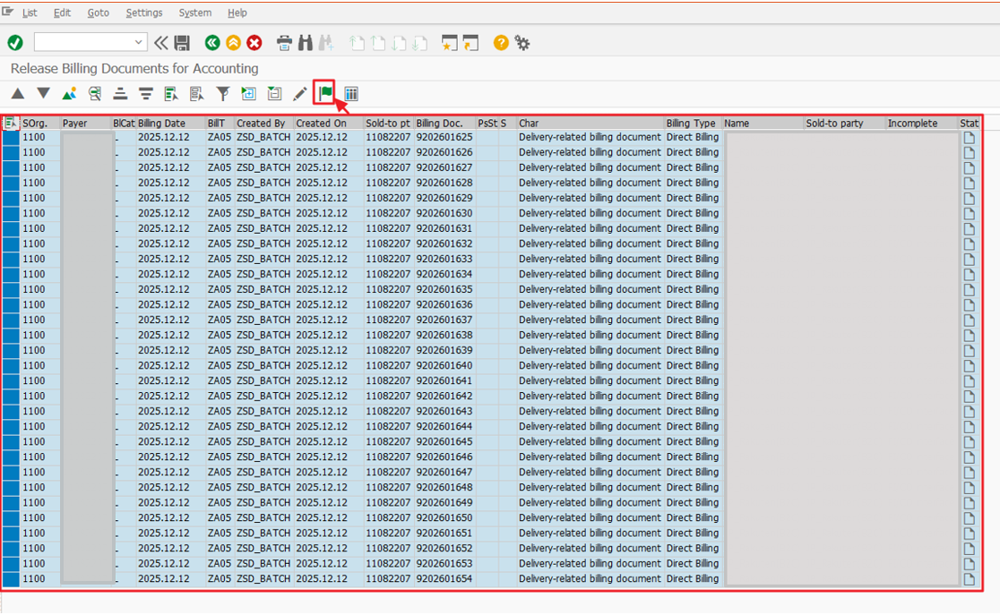 List Edit Goto Settings System Help
Release Billing Documents for Accounting
SOrg. Payer BlCat Billing Date BillT Created By Created On Sold-to pt Billing Doc. PsSt S Char Billing Type Name Sold-to party Incomplete Stat
1100 L 2025.12.12 ZA05 ZSD_BATCH 2025.12.12 11082207 9202601625 Delivery-related billing document Direct Billing
1100 L 2025.12.12 ZA05 ZSD_BATCH 2025.12.12 11082207 9202601626 Delivery-related billing document Direct Billing
1100 L 2025.12.12 ZA05 ZSD_BATCH 2025.12.12 11082207 9202601627 Delivery-related billing document Direct Billing
1100 L 2025.12.12 ZA05 ZSD_BATCH 2025.12.12 11082207 9202601628 Delivery-related billing document Direct Billing
1100 L 2025.12.12 ZA05 ZSD_BATCH 2025.12.12 11082207 9202601629 Delivery-related billing document Direct Billing
1100 L 2025.12.12 ZA05 ZSD_BATCH 2025.12.12 11082207 9202601630 Delivery-related billing document Direct Billing
1100 L 2025.12.12 ZA05 ZSD_BATCH 2025.12.12 11082207 9202601631 Delivery-related billing document Direct Billing
1100 L 2025.12.12 ZA05 ZSD_BATCH 2025.12.12 11082207 9202601632 Delivery-related billing document Direct Billing
1100 L 2025.12.12 ZA05 ZSD_BATCH 2025.12.12 11082207 9202601633 Delivery-related billing document Direct Billing
1100 L 2025.12.12 ZA05 ZSD_BATCH 2025.12.12 11082207 9202601634 Delivery-related billing document Direct Billing
1100 L 2025.12.12 ZA05 ZSD_BATCH 2025.12.12 11082207 9202601635 Delivery-related billing document Direct Billing
1100 L 2025.12.12 ZA05 ZSD_BATCH 2025.12.12 11082207 9202601636 Delivery-related billing document Direct Billing
1100 L 2025.12.12 ZA05 ZSD_BATCH 2025.12.12 11082207 9202601637 Delivery-related billing document Direct Billing
1100 L 2025.12.12 ZA05 ZSD_BATCH 2025.12.12 11082207 9202601638 Delivery-related billing document Direct Billing
1100 L 2025.12.12 ZA05 ZSD_BATCH 2025.12.12 11082207 9202601639 Delivery-related billing document Direct Billing
1100 L 2025.12.12 ZA05 ZSD_BATCH 2025.12.12 11082207 9202601640 Delivery-related billing document Direct Billing
1100 L 2025.12.12 ZA05 ZSD_BATCH 2025.12.12 11082207 9202601641 Delivery-related billing document Direct Billing
1100 L 2025.12.12 ZA05 ZSD_BATCH 2025.12.12 11082207 9202601642 Delivery-related billing document Direct Billing
1100 L 2025.12.12 ZA05 ZSD_BATCH 2025.12.12 11082207 9202601643 Delivery-related billing document Direct Billing
1100 L 2025.12.12 ZA05 ZSD_BATCH 2025.12.12 11082207 9202601644 Delivery-related billing document Direct Billing
1100 L 2025.12.12 ZA05 ZSD_BATCH 2025.12.12 11082207 9202601645 Delivery-related billing document Direct Billing
1100 L 2025.12.12 ZA05 ZSD_BATCH 2025.12.12 11082207 9202601646 Delivery-related billing document Direct Billing
1100 L 2025.12.12 ZA05 ZSD_BATCH 2025.12.12 11082207 9202601647 Delivery-related billing document Direct Billing
1100 L 2025.12.12 ZA05 ZSD_BATCH 2025.12.12 11082207 9202601648 Delivery-related billing document Direct Billing
1100 L 2025.12.12 ZA05 ZSD_BATCH 2025.12.12 11082207 9202601649 Delivery-related billing document Direct Billing
1100 L 2025.12.12 ZA05 ZSD_BATCH 2025.12.12 11082207 9202601650 Delivery-related billing document Direct Billing
1100 L 2025.12.12 ZA05 ZSD_BATCH 2025.12.12 11082207 9202601651 Delivery-related billing document Direct Billing
1100 L 2025.12.12 ZA05 ZSD_BATCH 2025.12.12 11082207 9202601652 Delivery-related billing document Direct Billing
1100 L 2025.12.12 ZA05 ZSD_BATCH 2025.12.12 11082207 9202601653 Delivery-related billing document Direct Billing
1100 L 2025.12.12 ZA05 ZSD_BATCH 2025.12.12 11082207 9202601654 Delivery-related billing document Direct Billing